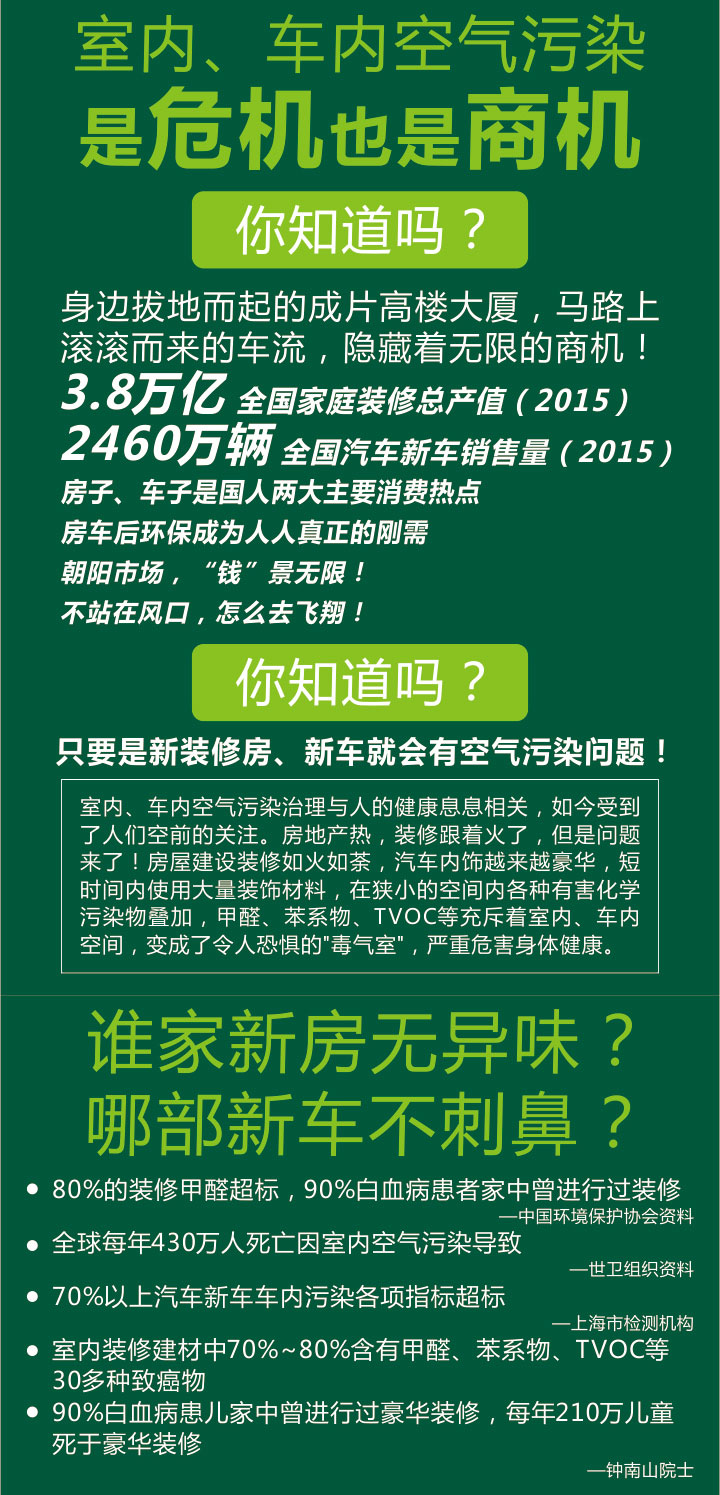 室内、车内空气污染
是危机也是商机
你知道吗？
身边拔地而起的成片高楼大厦，马路上
滚滚而来的车流，隐藏着无限的商机！
3.8万亿 全国家庭装修总产值（2015）
2460万辆 全国汽车新车销售量（2015）
房子、车子是国人两大主要消费热点
房车后环保成为人人真正的刚需
朝阳市场，“钱”景无限！
不站在风口，怎么去飞翔！
你知道吗？
只要是新装修房、新车就会有空气污染问题！
室内、车内空气污染治理与人的健康息息相关，如今受到
了人们空前的关注。房地产热，装修跟着火了，但是问题
来了！房屋建设装修如火如荼，汽车内饰越来越豪华，短
时间内使用大量装饰材料，在狭小的空间内各种有害化学
污染物叠加，甲醛、苯系物、TVOC等充斥着室内、车内
空间，变成了令人恐惧的"毒气室"，严重危害身体健康。
谁家新房无异味？
哪部新车不刺鼻？
● 80%的装修甲醛超标，90%白血病患者家中曾进行过装修
—中国环境保护协会资料
● 全球每年430万人死亡因室内空气污染导致
—世卫组织资料
● 70%以上汽车新车车内污染各项指标超标
—上海市检测机构
● 室内装修建材中70%~80%含有甲醛、苯系物、TVOC等
30多种致癌物
● 90%白血病患儿家中曾进行过豪华装修，每年210万儿童
死于豪华装修
—钟南山院士